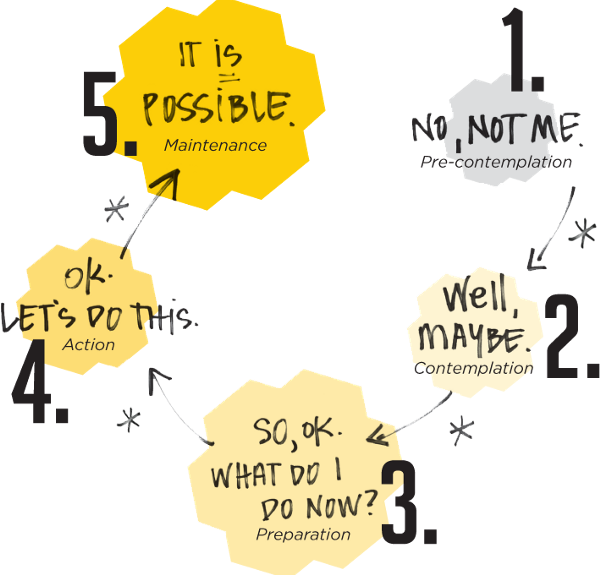 1.
NO, NOT ME.
Pre-contemplation
2.
Well,
MAYBE.
Contemplation
3.
SO, OK.
WHAT DO I
DO NOW?
Preparation
4.
OK.
LET'S DO THis.
Action
5.
IT iS
POSSiBLE.
Maintenance
*
*
*
*